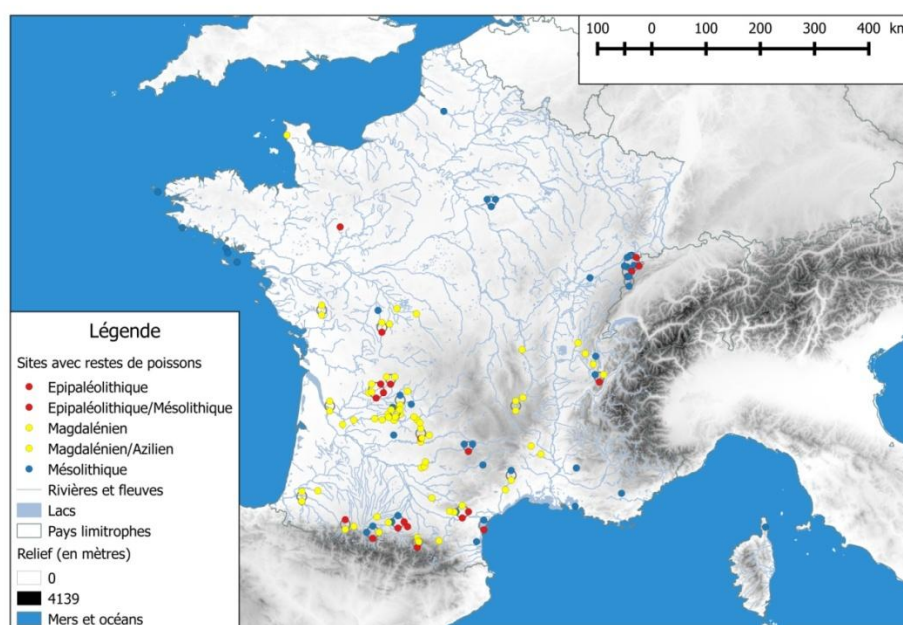 100 0 100 200 300 400 km
Légende
Sites avec restes de poissons
Epipaléolithique
Epipaléolithique/Mésolithique
Magdalénien
Magdalénien/Azilien
Mésolithique
Rivières et fleuves
Lacs
Pays limitrophes
Relief (en mètres)
0
4139
Mers et océans